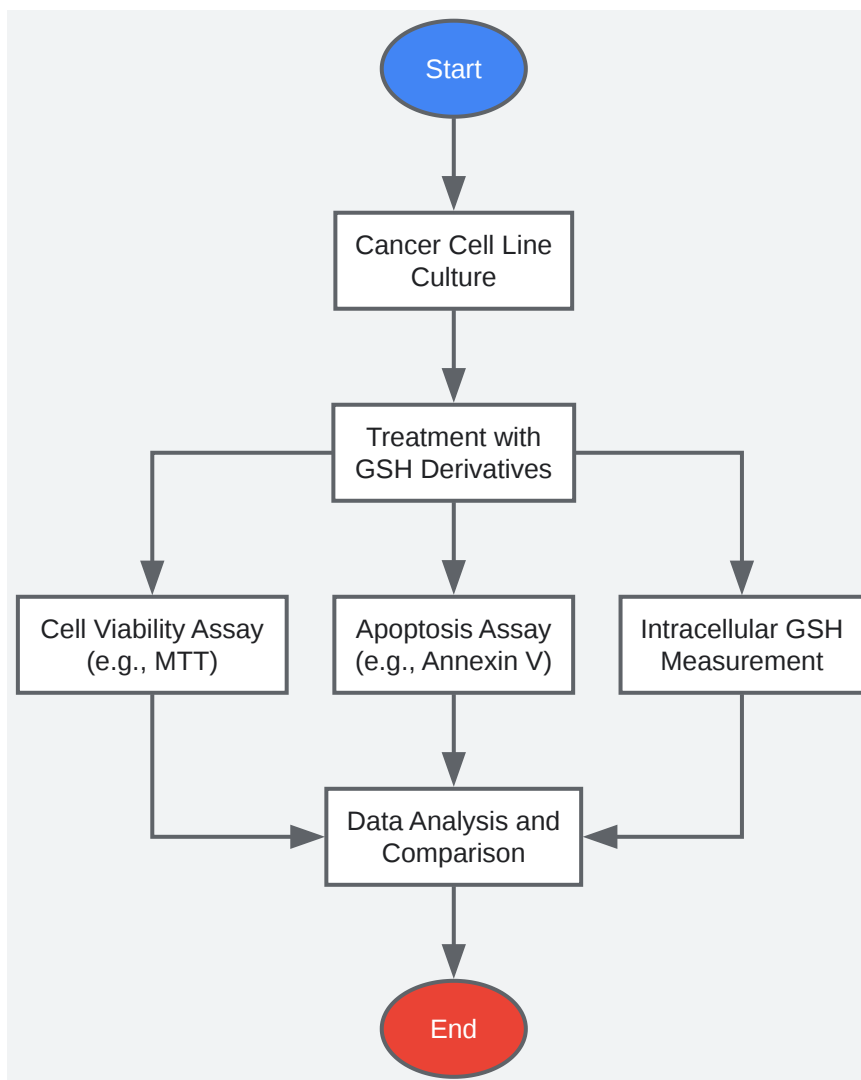 Start
Cancer Cell Line
Culture
Treatment with
GSH Derivatives
Cell Viability Assay
(e.g., MTT)
Apoptosis Assay
(e.g., Annexin V)
Intracellular GSH
Measurement
Data Analysis and
Comparison
End